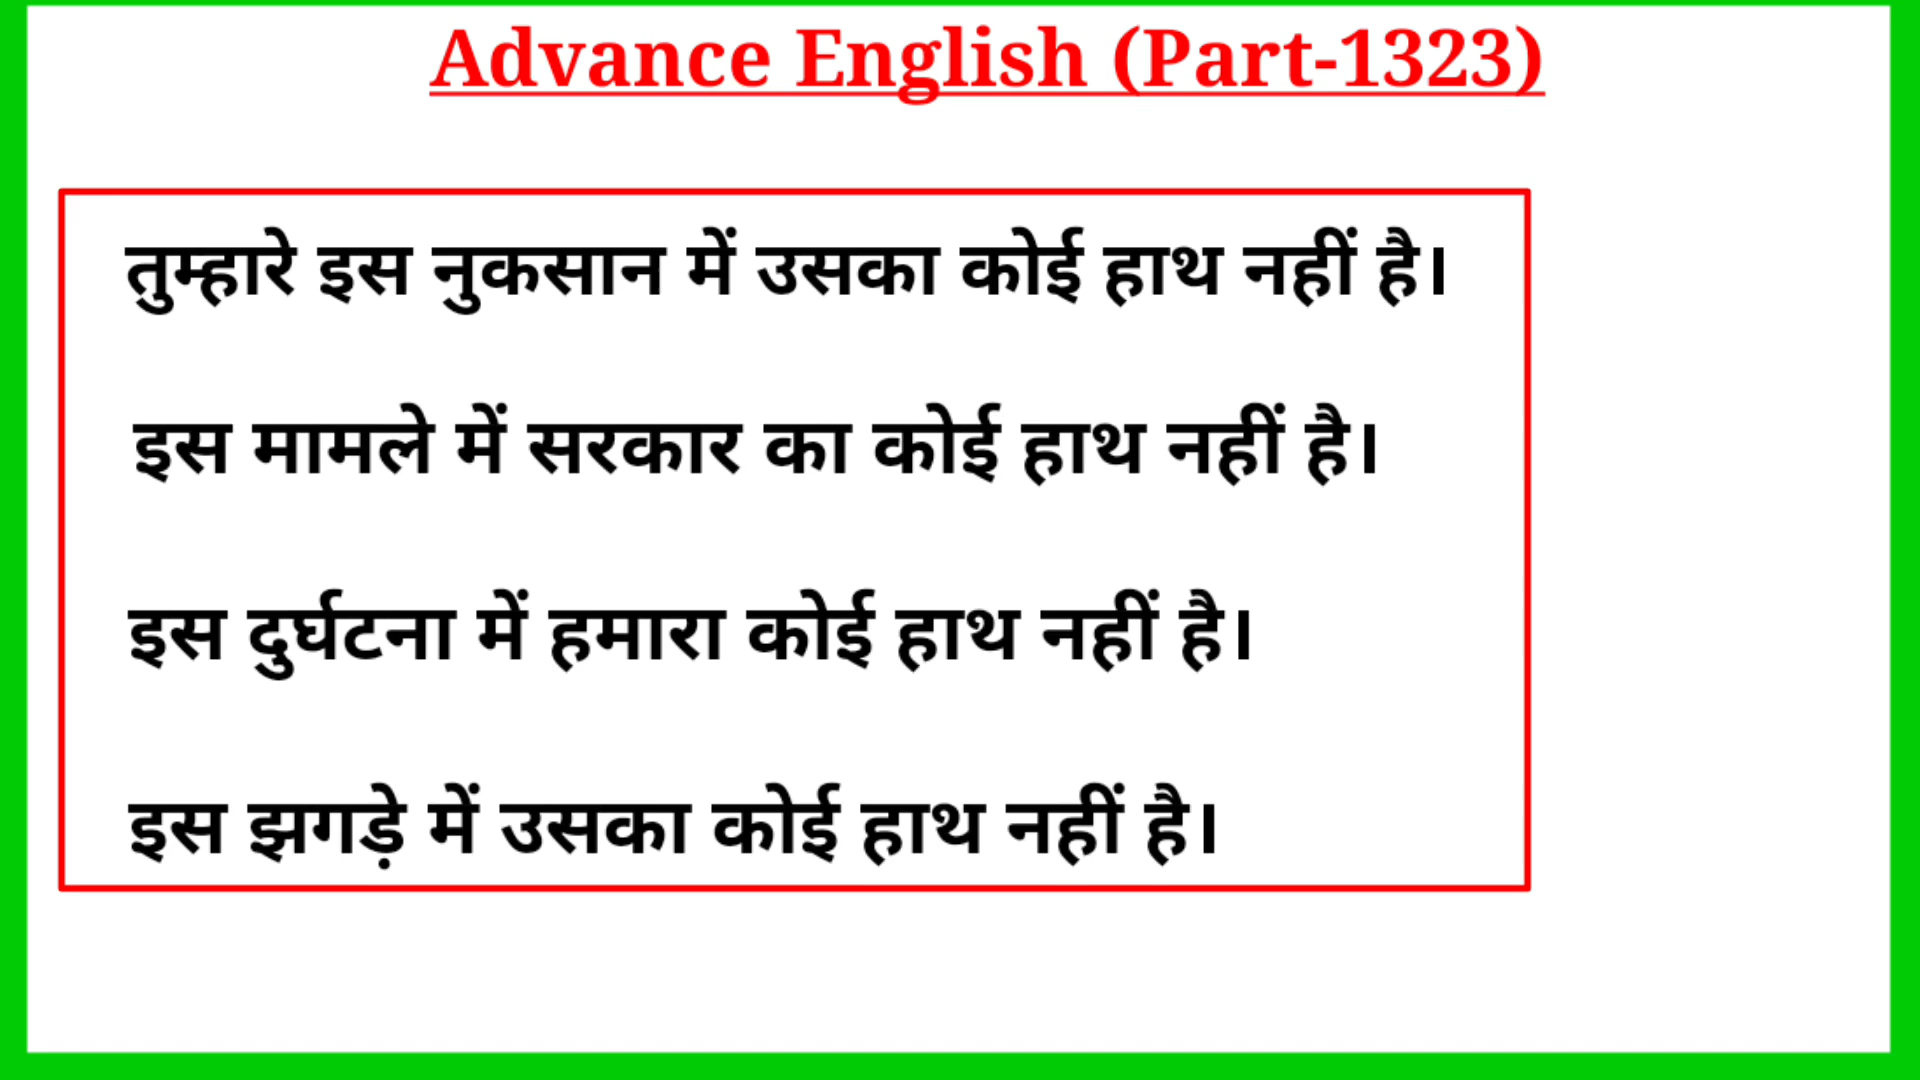 Advance English (Part-1323)
तुम्हारे इस नुकसान में उसका कोई हाथ नहीं है।
इस मामले में सरकार का कोई हाथ नहीं है।
इस दुर्घटना में हमारा कोई हाथ नहीं है।
इस झगड़े में उसका कोई हाथ नहीं है।